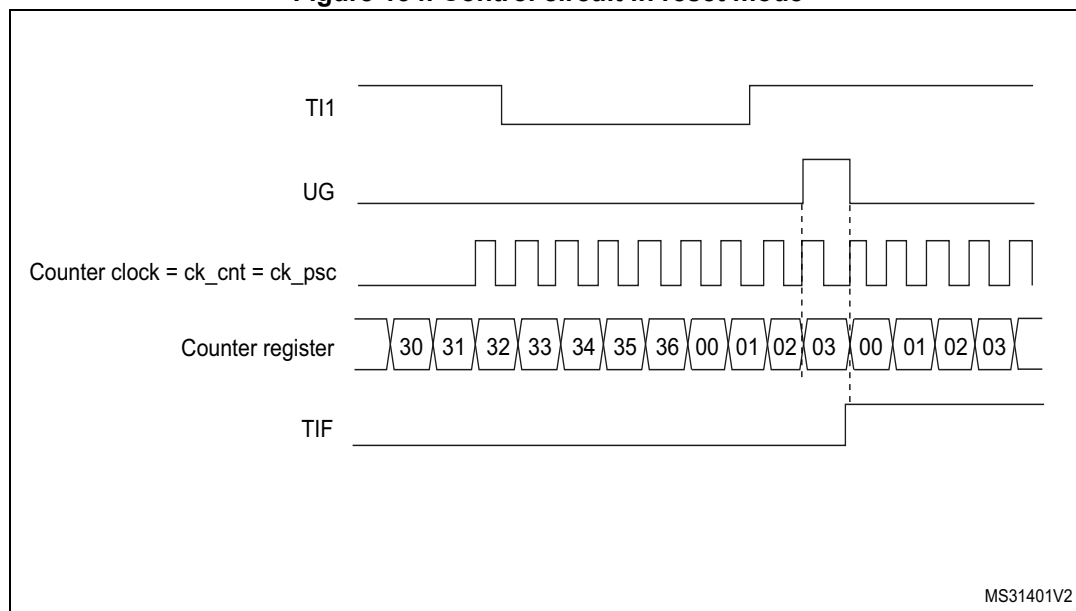 TI1
UG
Counter clock = ck_cnt = ck_psc
Counter register 30 31 32 33 34 35 36 00 01 02 03 00 01 02 03
TIF
MS31401V2